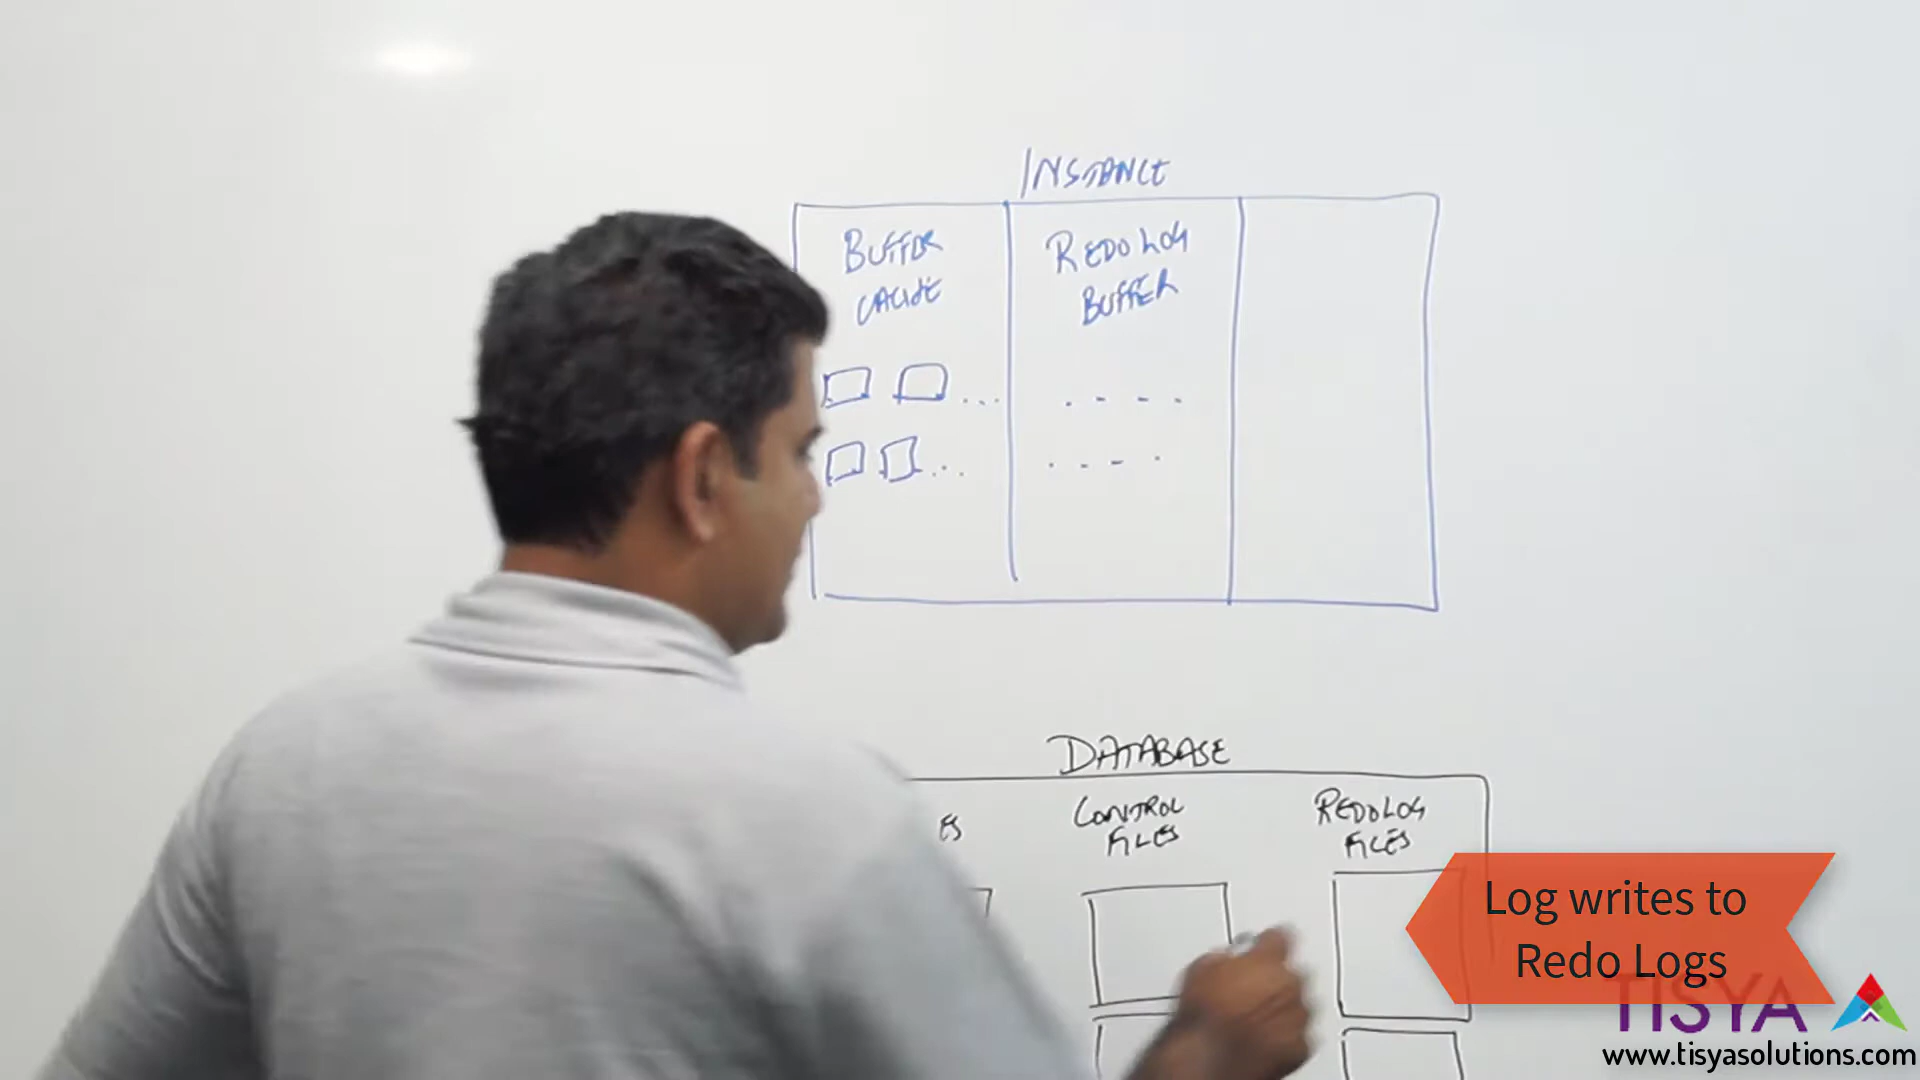 INSTANCE
BUFFER
CACHE
REDO LOG
BUFFER
DATABASE
ES
CONTROL
FILES
REDO LOG
FILES
Log writes to
Redo Logs
TISYA
www.tisyasolutions.com